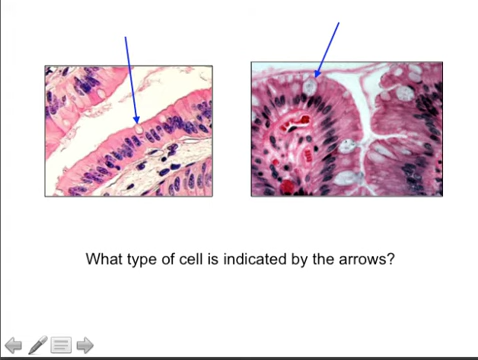 What type of cell is indicated by the arrows?